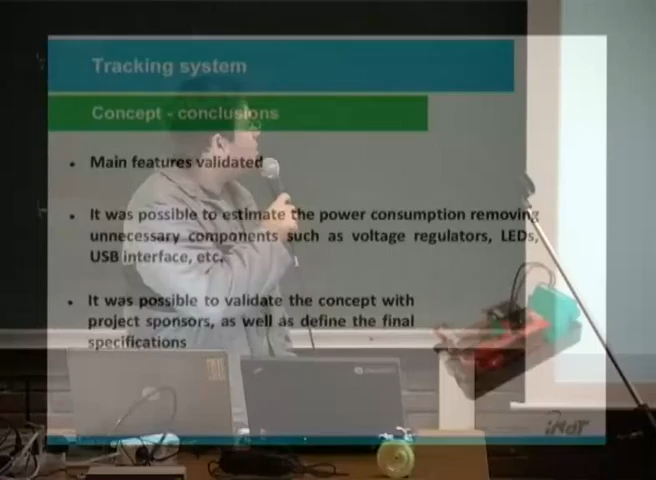 Tracking system
Concept - conclusions
• Main features validated
• It was possible to estimate the power consumption removing
unnecessary components such as voltage regulators, LEDs,
USB interface, etc.
• It was possible to validate the concept with
project sponsors, as well as define the final
specifications